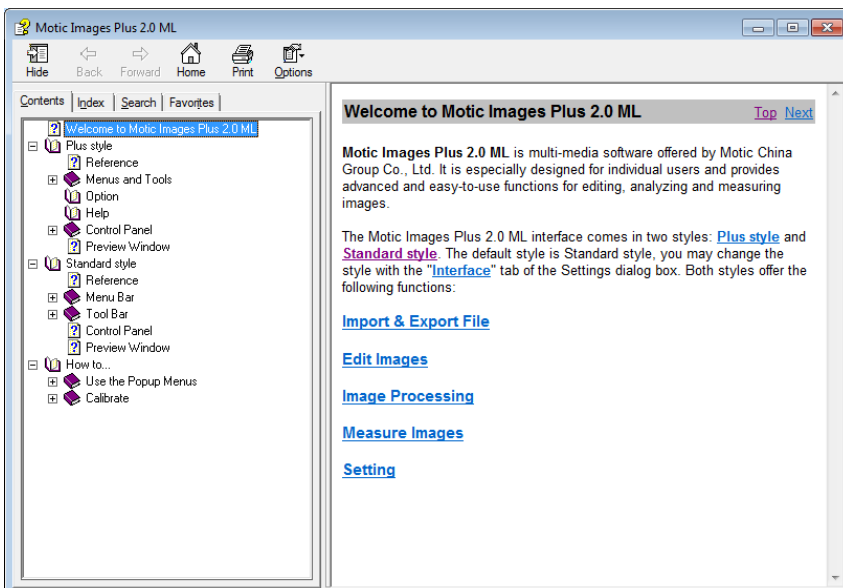 Motic Images Plus 2.0 ML
Hide Back Forward Home Print Options
Contents Index Search Favorites
Welcome to Motic Images Plus 2.0 ML
Plus style
Reference
Menus and Tools
Option
Help
Control Panel
Preview Window
Standard style
Reference
Menu Bar
Tool Bar
Control Panel
Preview Window
How to...
Use the Popup Menus
Calibrate
Welcome to Motic Images Plus 2.0 ML Top Next
Motic Images Plus 2.0 ML is multi-media software offered by Motic China
Group Co., Ltd. It is especially designed for individual users and provides
advanced and easy-to-use functions for editing, analyzing and measuring
images.
The Motic Images Plus 2.0 ML interface comes in two styles: Plus style and
Standard style. The default style is Standard style, you may change the
style with the "Interface" tab of the Settings dialog box. Both styles offer the
following functions:
Import & Export File
Edit Images
Image Processing
Measure Images
Setting